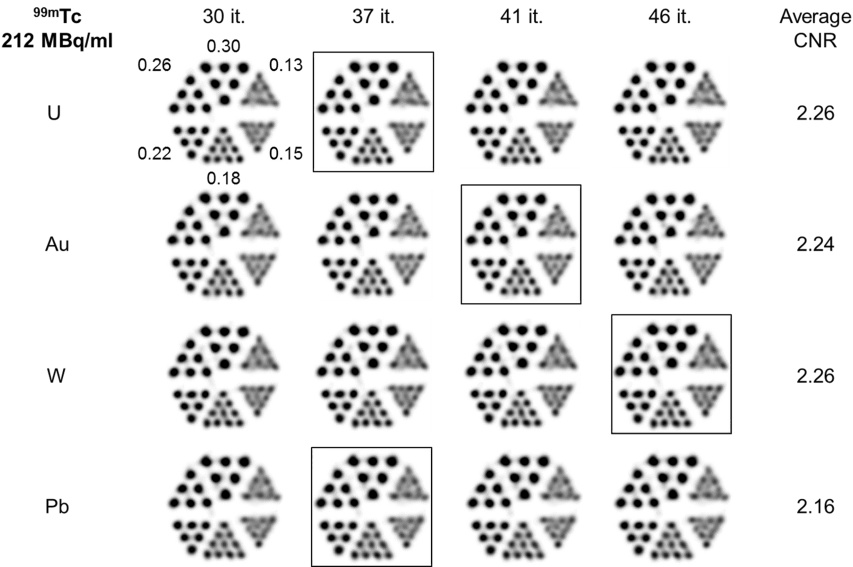 99mTc 30 it. 37 it. 41 it. 46 it. Average
212 MBq/ml CNR
0.30
0.26 0.13
U 2.26
0.22 0.15
0.18
Au 2.24
W 2.26
Pb 2.16